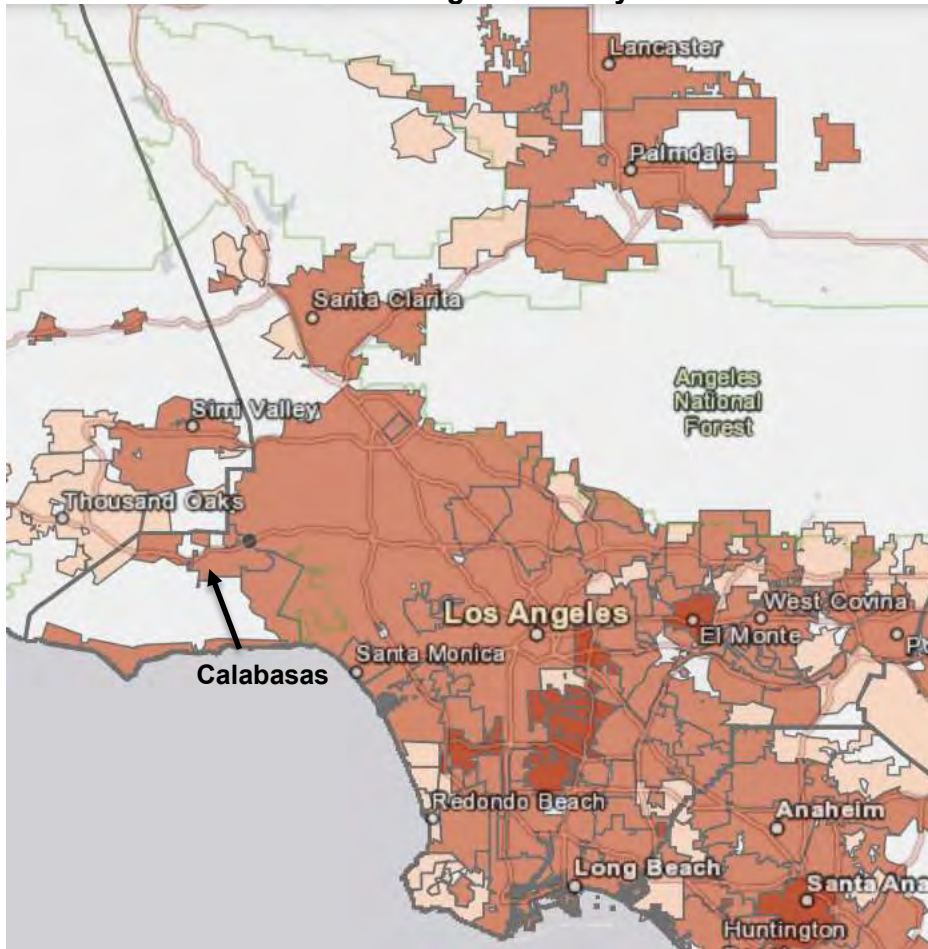 Lancaster
Palmdale
Santa Clarita
Angeles
National
Forest
Simi Valley
Thousand Oaks
Los Angeles
West Covina
El Monte
Santa Monica
Calabasas
Redondo Beach
Anaheim
Long Beach
Santa Ana
Huntington